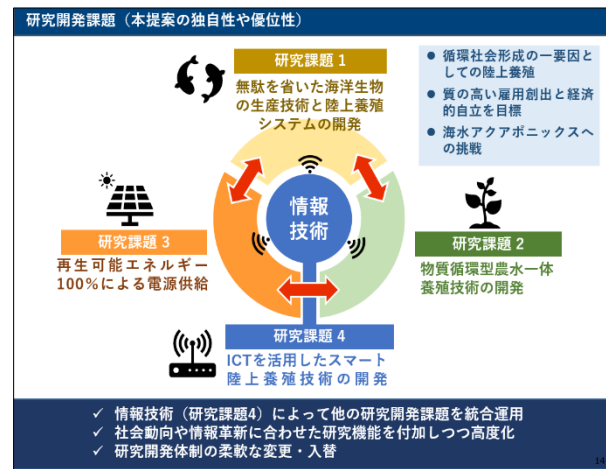 研究開発課題（本提案の独自性や優位性）
研究課題 1
無駄を省いた海洋生物
の生産技術と陸上養殖
システムの開発
● 循環社会形成の一要因と
しての陸上養殖
● 質の高い雇用創出と経済
的自立を目標
● 海水アクアポニックスへ
の挑戦
情報
技術
研究課題 3
再生可能エネルギー
100％による電源供給
研究課題 2
物質循環型農水一体
養殖技術の開発
研究課題 4
ICTを活用したスマート
陸上養殖技術の開発
✓ 情報技術（研究課題4）によって他の研究開発課題を統合運用
✓ 社会動向や情報革新に合わせた研究機能を付加しつつ高度化
✓ 研究開発体制の柔軟な変更・入替
14